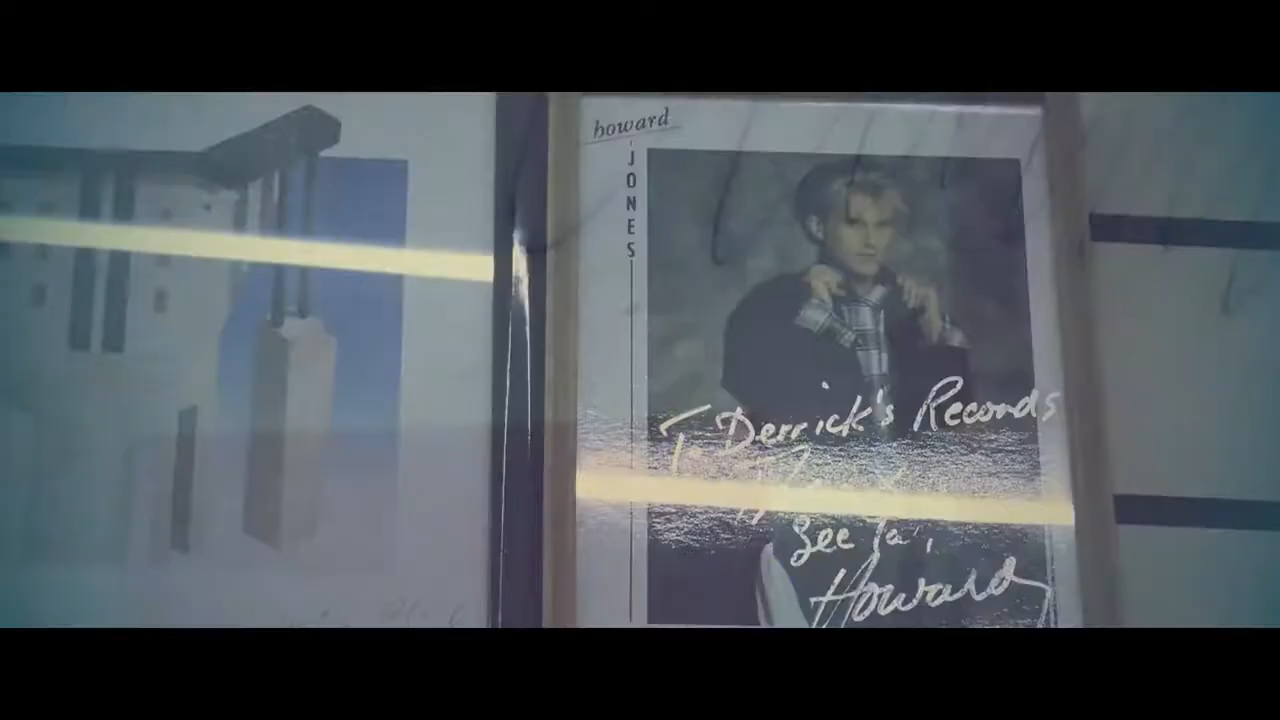 howard
JONES
To Derrick's Records
See Ya',
Howard